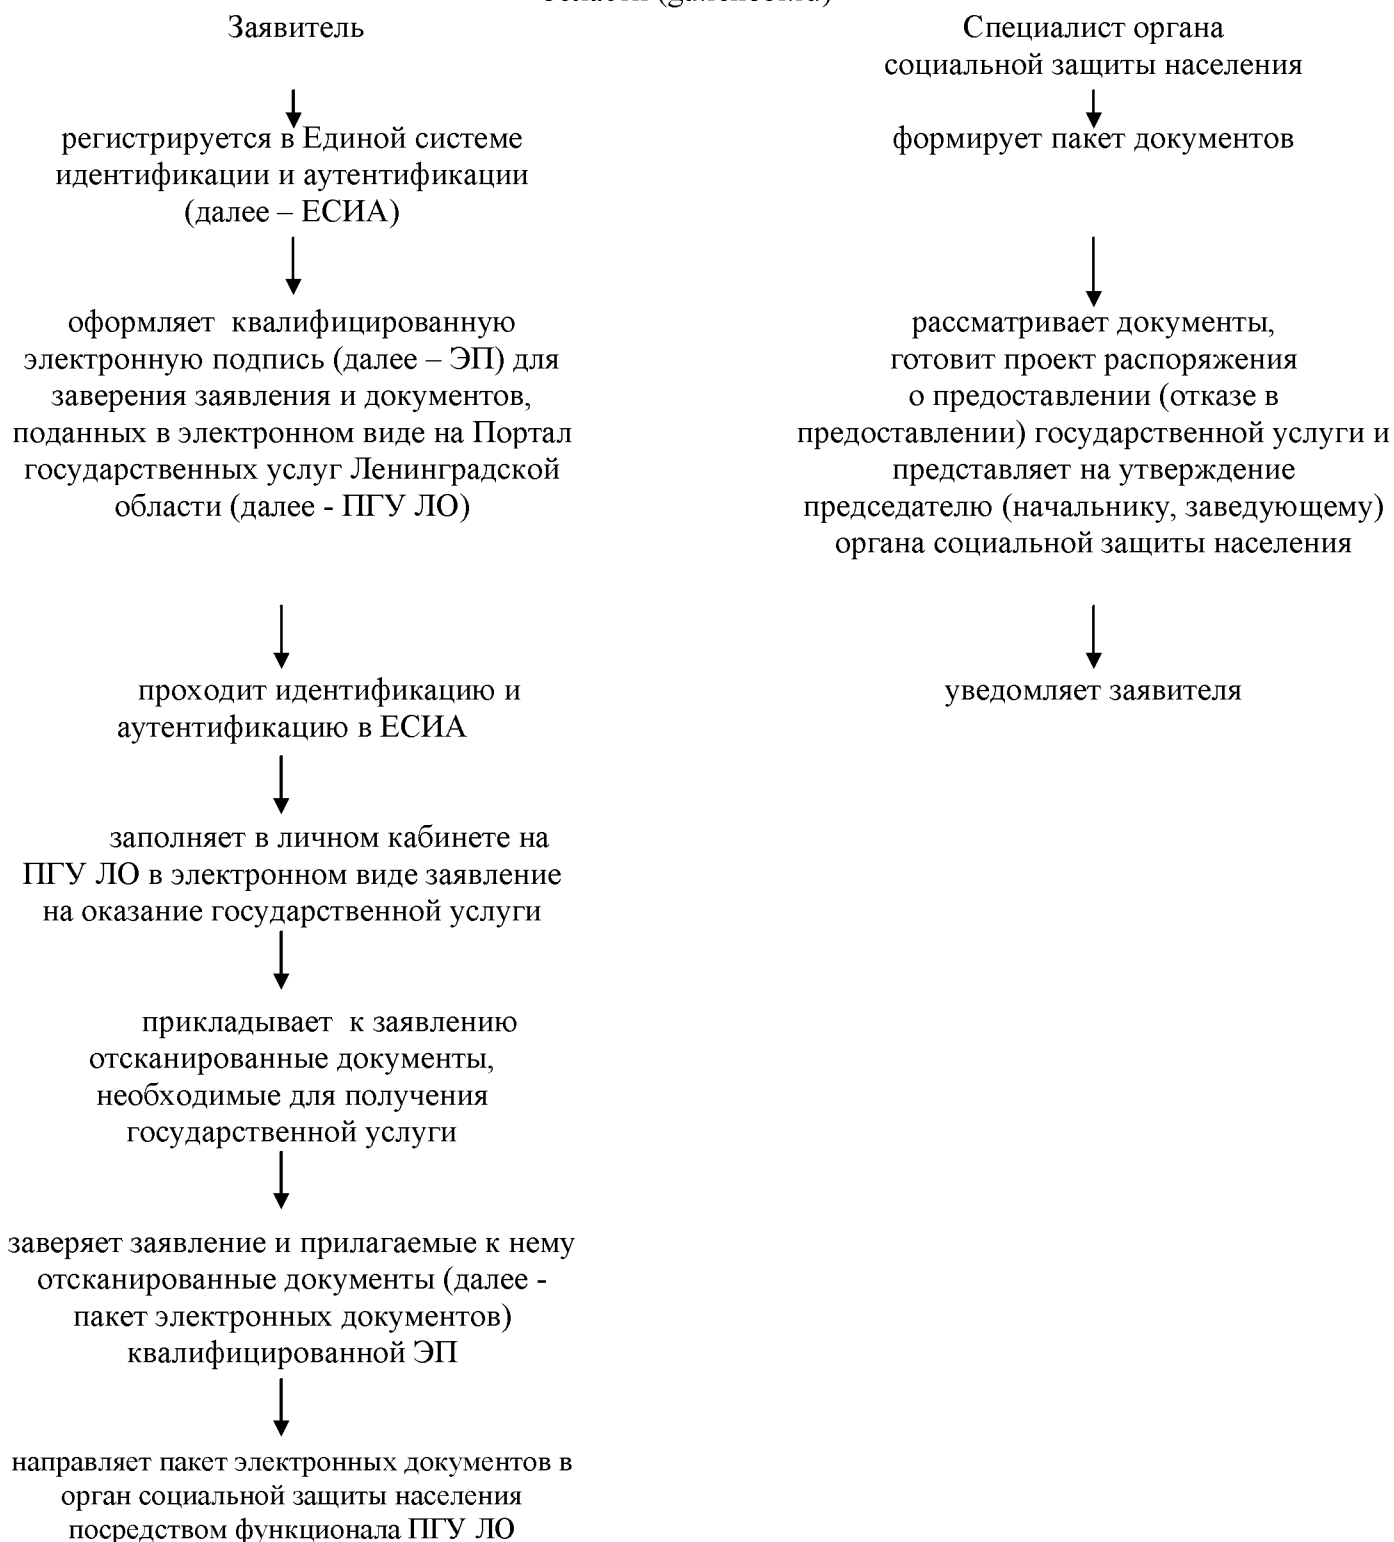 Заявитель
регистрируется в Единой системе
идентификации и аутентификации
(далее – ЕСИА)
оформляет квалифицированную
электронную подпись (далее – ЭП) для
заверения заявления и документов,
поданных в электронном виде на Портал
государственных услуг Ленинградской
области (далее - ПГУ ЛО)
проходит идентификацию и
аутентификацию в ЕСИА
заполняет в личном кабинете на
ПГУ ЛО в электронном виде заявление
на оказание государственной услуги
прикладывает к заявлению
отсканированные документы,
необходимые для получения
государственной услуги
заверяет заявление и прилагаемые к нему
отсканированные документы (далее -
пакет электронных документов)
квалифицированной ЭП
направляет пакет электронных документов в
орган социальной защиты населения
посредством функционала ПГУ ЛО
Специалист органа
социальной защиты населения
формирует пакет документов
рассматривает документы,
готовит проект распоряжения
о предоставлении (отказе в
предоставлении) государственной услуги и
представляет на утверждение
председателю (начальнику, заведующему)
органа социальной защиты населения
уведомляет заявителя